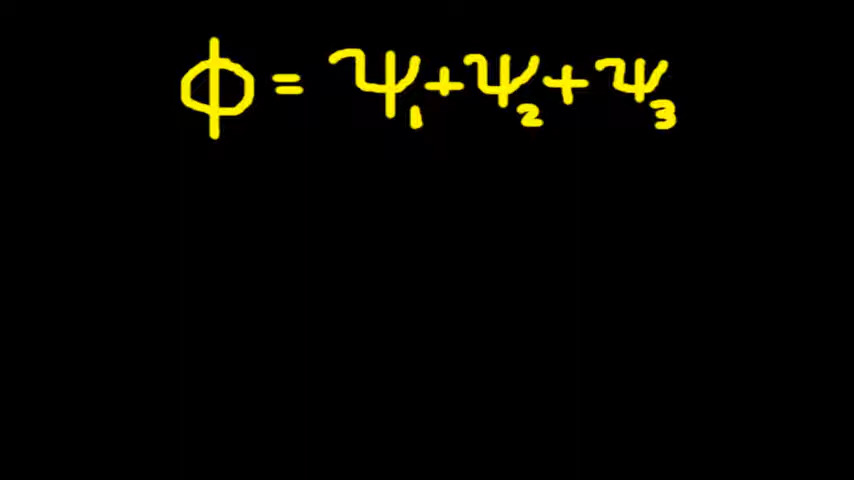 Φ = Ψ₁ + Ψ₂ + Ψ₃